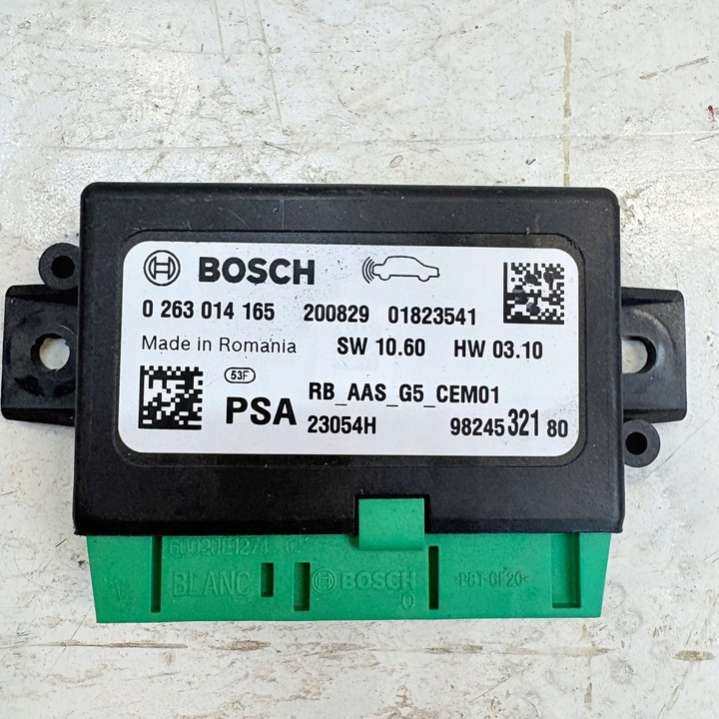 BOSCH
0 263 014 165 200829 01823541
Made in Romania SW 10.60 HW 03.10
53F
PSA RB_AAS_G5_CEM01
23054H 98245 321 80
BLANC BOSCH